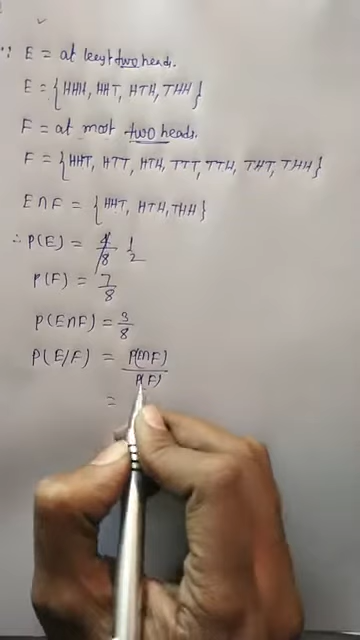 ∵ E = at least two heads.
E = {HHH, HHT, HTH, THH}
F = at most two heads.
F = {HHT, HTT, HTH, TTT, TTH, THT, THH}
E∩F = {HHT, HTH, THH}
∴ P(E) = 4/8 1/2
P(F) = 7/8
P(E∩F) = 3/8
P(E/F) = P(E∩F)/P(F)
=